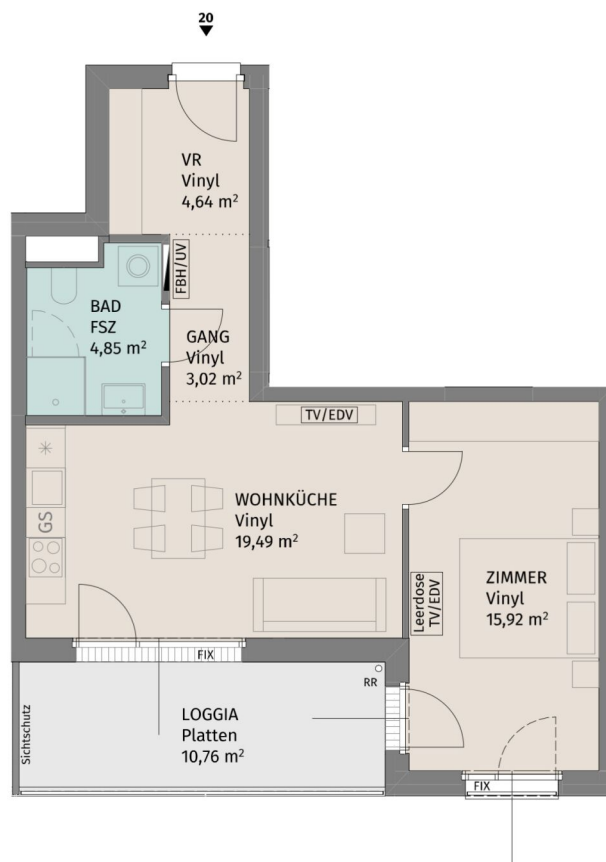 20
VR
Vinyl
4,64 m²
FBH/UV
BAD
FSZ
4,85 m²
GANG
Vinyl
3,02 m²
TV/EDV
GS
WOHNKÜCHE
Vinyl
19,49 m²
Leerdose
TV/EDV
ZIMMER
Vinyl
15,92 m²
FIX
RR
Sichtschutz
LOGGIA
Platten
10,76 m²
FIX